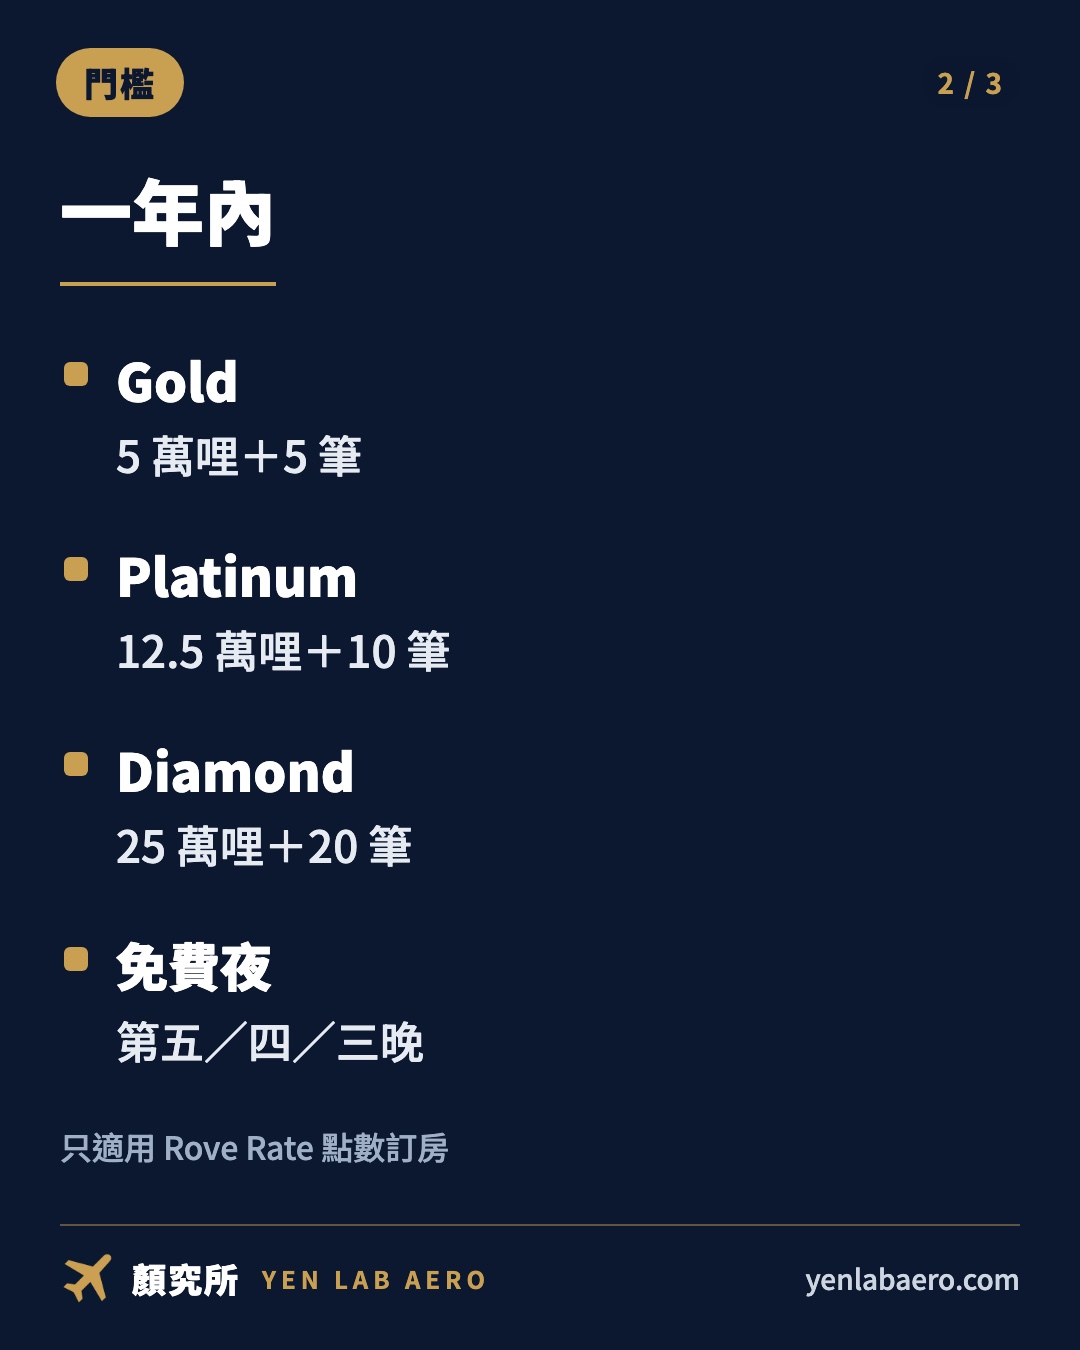 門檻
2 / 3
一年內
Gold
5 萬哩＋5 筆
Platinum
12.5 萬哩＋10 筆
Diamond
25 萬哩＋20 筆
免費夜
第五／四／三晚
只適用 Rove Rate 點數訂房
顏究所 YEN LAB AERO
yenlabaero.com